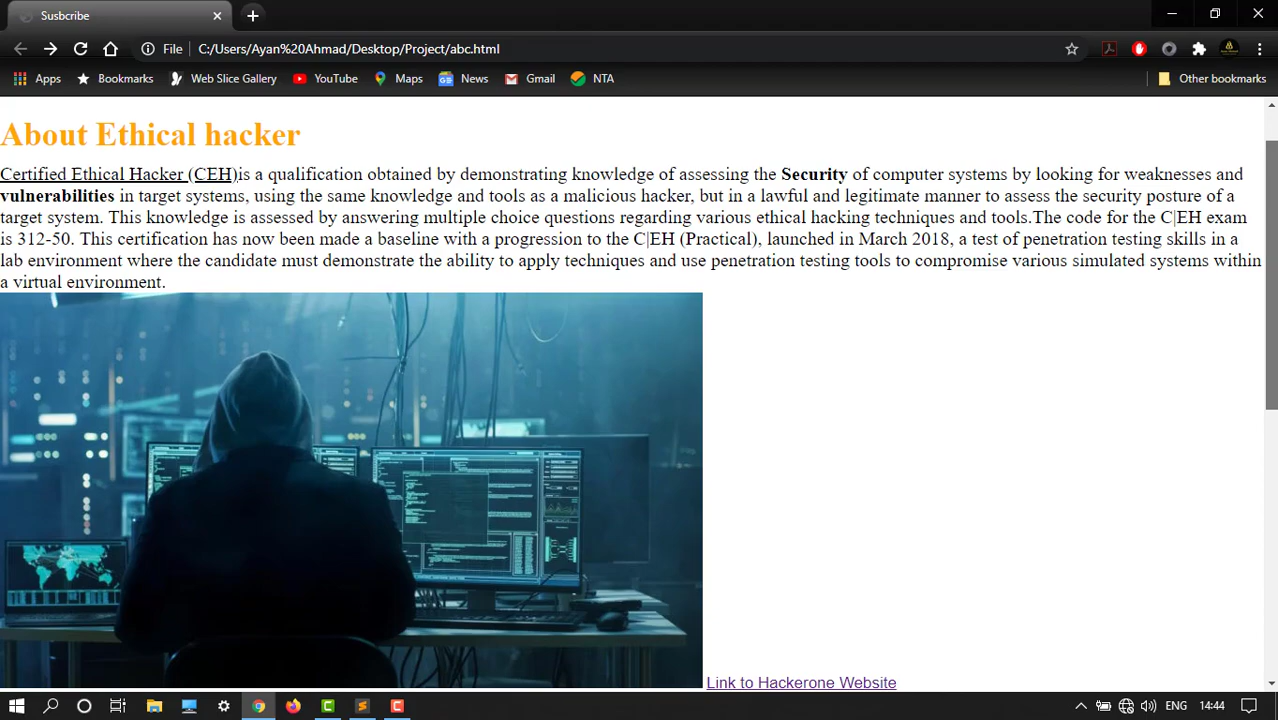 Susbcribe
File C:/Users/Ayan%20Ahmad/Desktop/Project/abc.html
Apps Bookmarks Web Slice Gallery YouTube Maps News Gmail NTA Other bookmarks
About Ethical hacker
Certified Ethical Hacker (CEH)is a qualification obtained by demonstrating knowledge of assessing the Security of computer systems by looking for weaknesses and
vulnerabilities in target systems, using the same knowledge and tools as a malicious hacker, but in a lawful and legitimate manner to assess the security posture of a
target system. This knowledge is assessed by answering multiple choice questions regarding various ethical hacking techniques and tools.The code for the C|EH exam
is 312-50. This certification has now been made a baseline with a progression to the C|EH (Practical), launched in March 2018, a test of penetration testing skills in a
lab environment where the candidate must demonstrate the ability to apply techniques and use penetration testing tools to compromise various simulated systems within
a virtual environment.
Link to Hackerone Website
ENG 14:44